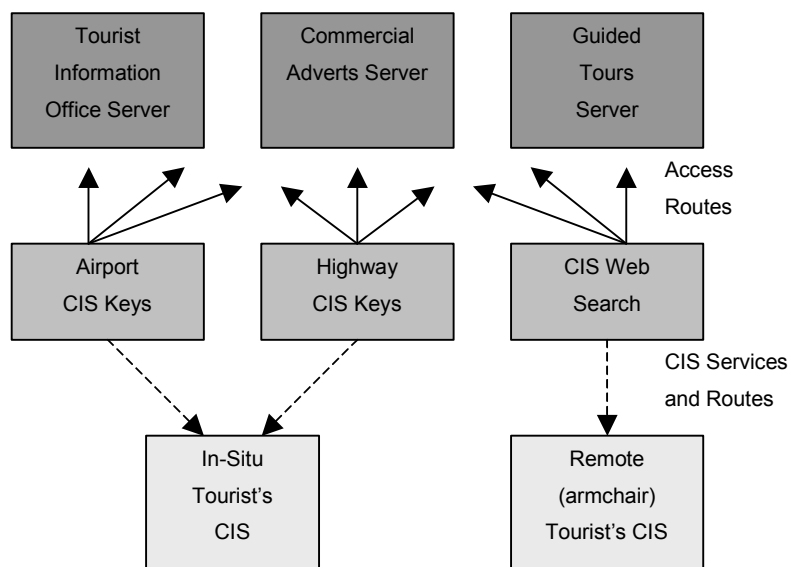 Tourist
Information
Office Server
Commercial
Adverts Server
Guided
Tours
Server
Access
Routes
Airport
CIS Keys
Highway
CIS Keys
CIS Web
Search
CIS Services
and Routes
In-Situ
Tourist’s
CIS
Remote
(armchair)
Tourist’s CIS